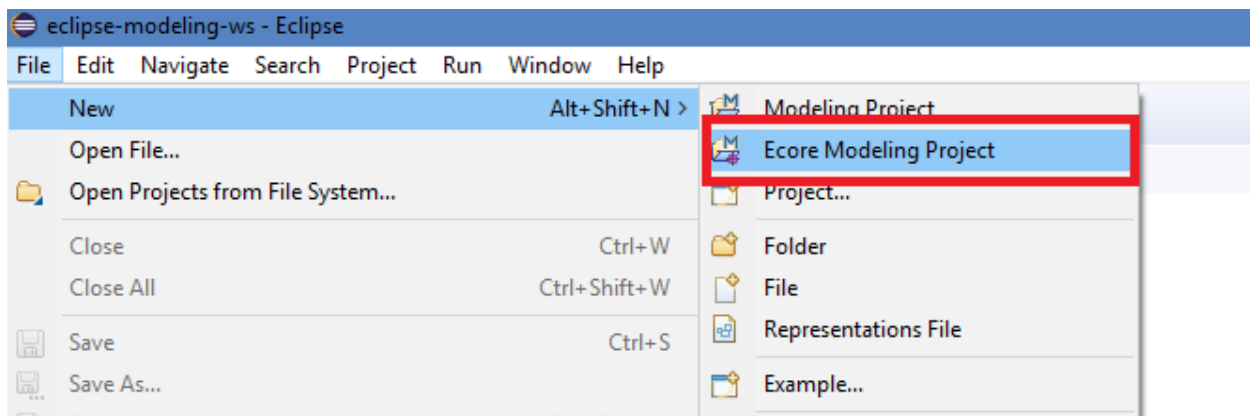 eclipse-modeling-ws - Eclipse
File Edit Navigate Search Project Run Window Help
New Alt+Shift+N >
Open File...
Open Projects from File System...
Close Ctrl+W
Close All Ctrl+Shift+W
Save Ctrl+S
Save As...
Modeling Project
Ecore Modeling Project
Project...
Folder
File
Representations File
Example...